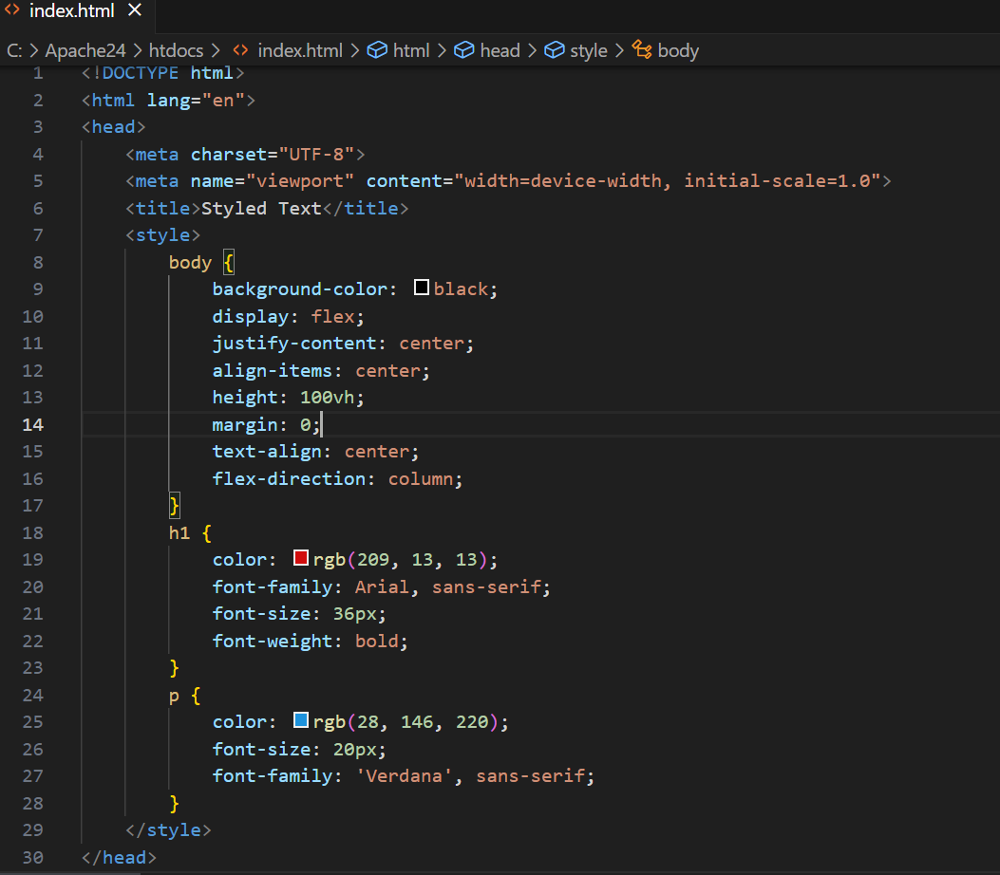 index.html
C: > Apache24 > htdocs > index.html > html > head > style > body
1 <!DOCTYPE html>
2 <html lang="en">
3 <head>
4     <meta charset="UTF-8">
5     <meta name="viewport" content="width=device-width, initial-scale=1.0">
6     <title>Styled Text</title>
7     <style>
8         body {
9             background-color: black;
10             display: flex;
11             justify-content: center;
12             align-items: center;
13             height: 100vh;
14             margin: 0;
15             text-align: center;
16             flex-direction: column;
17         }
18         h1 {
19             color: rgb(209, 13, 13);
20             font-family: Arial, sans-serif;
21             font-size: 36px;
22             font-weight: bold;
23         }
24         p {
25             color: rgb(28, 146, 220);
26             font-size: 20px;
27             font-family: 'Verdana', sans-serif;
28         }
29     </style>
30 </head>